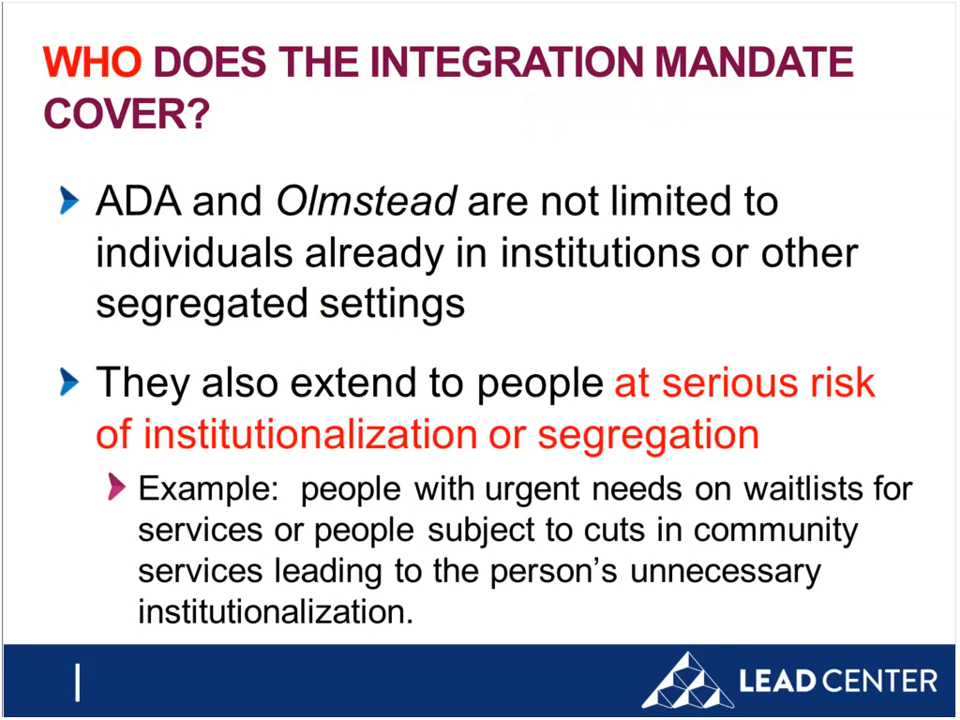 WHO DOES THE INTEGRATION MANDATE
COVER?
ADA and Olmstead are not limited to
individuals already in institutions or other
segregated settings
They also extend to people at serious risk
of institutionalization or segregation
Example:  people with urgent needs on waitlists for
services or people subject to cuts in community
services leading to the person’s unnecessary
institutionalization.
LEAD CENTER